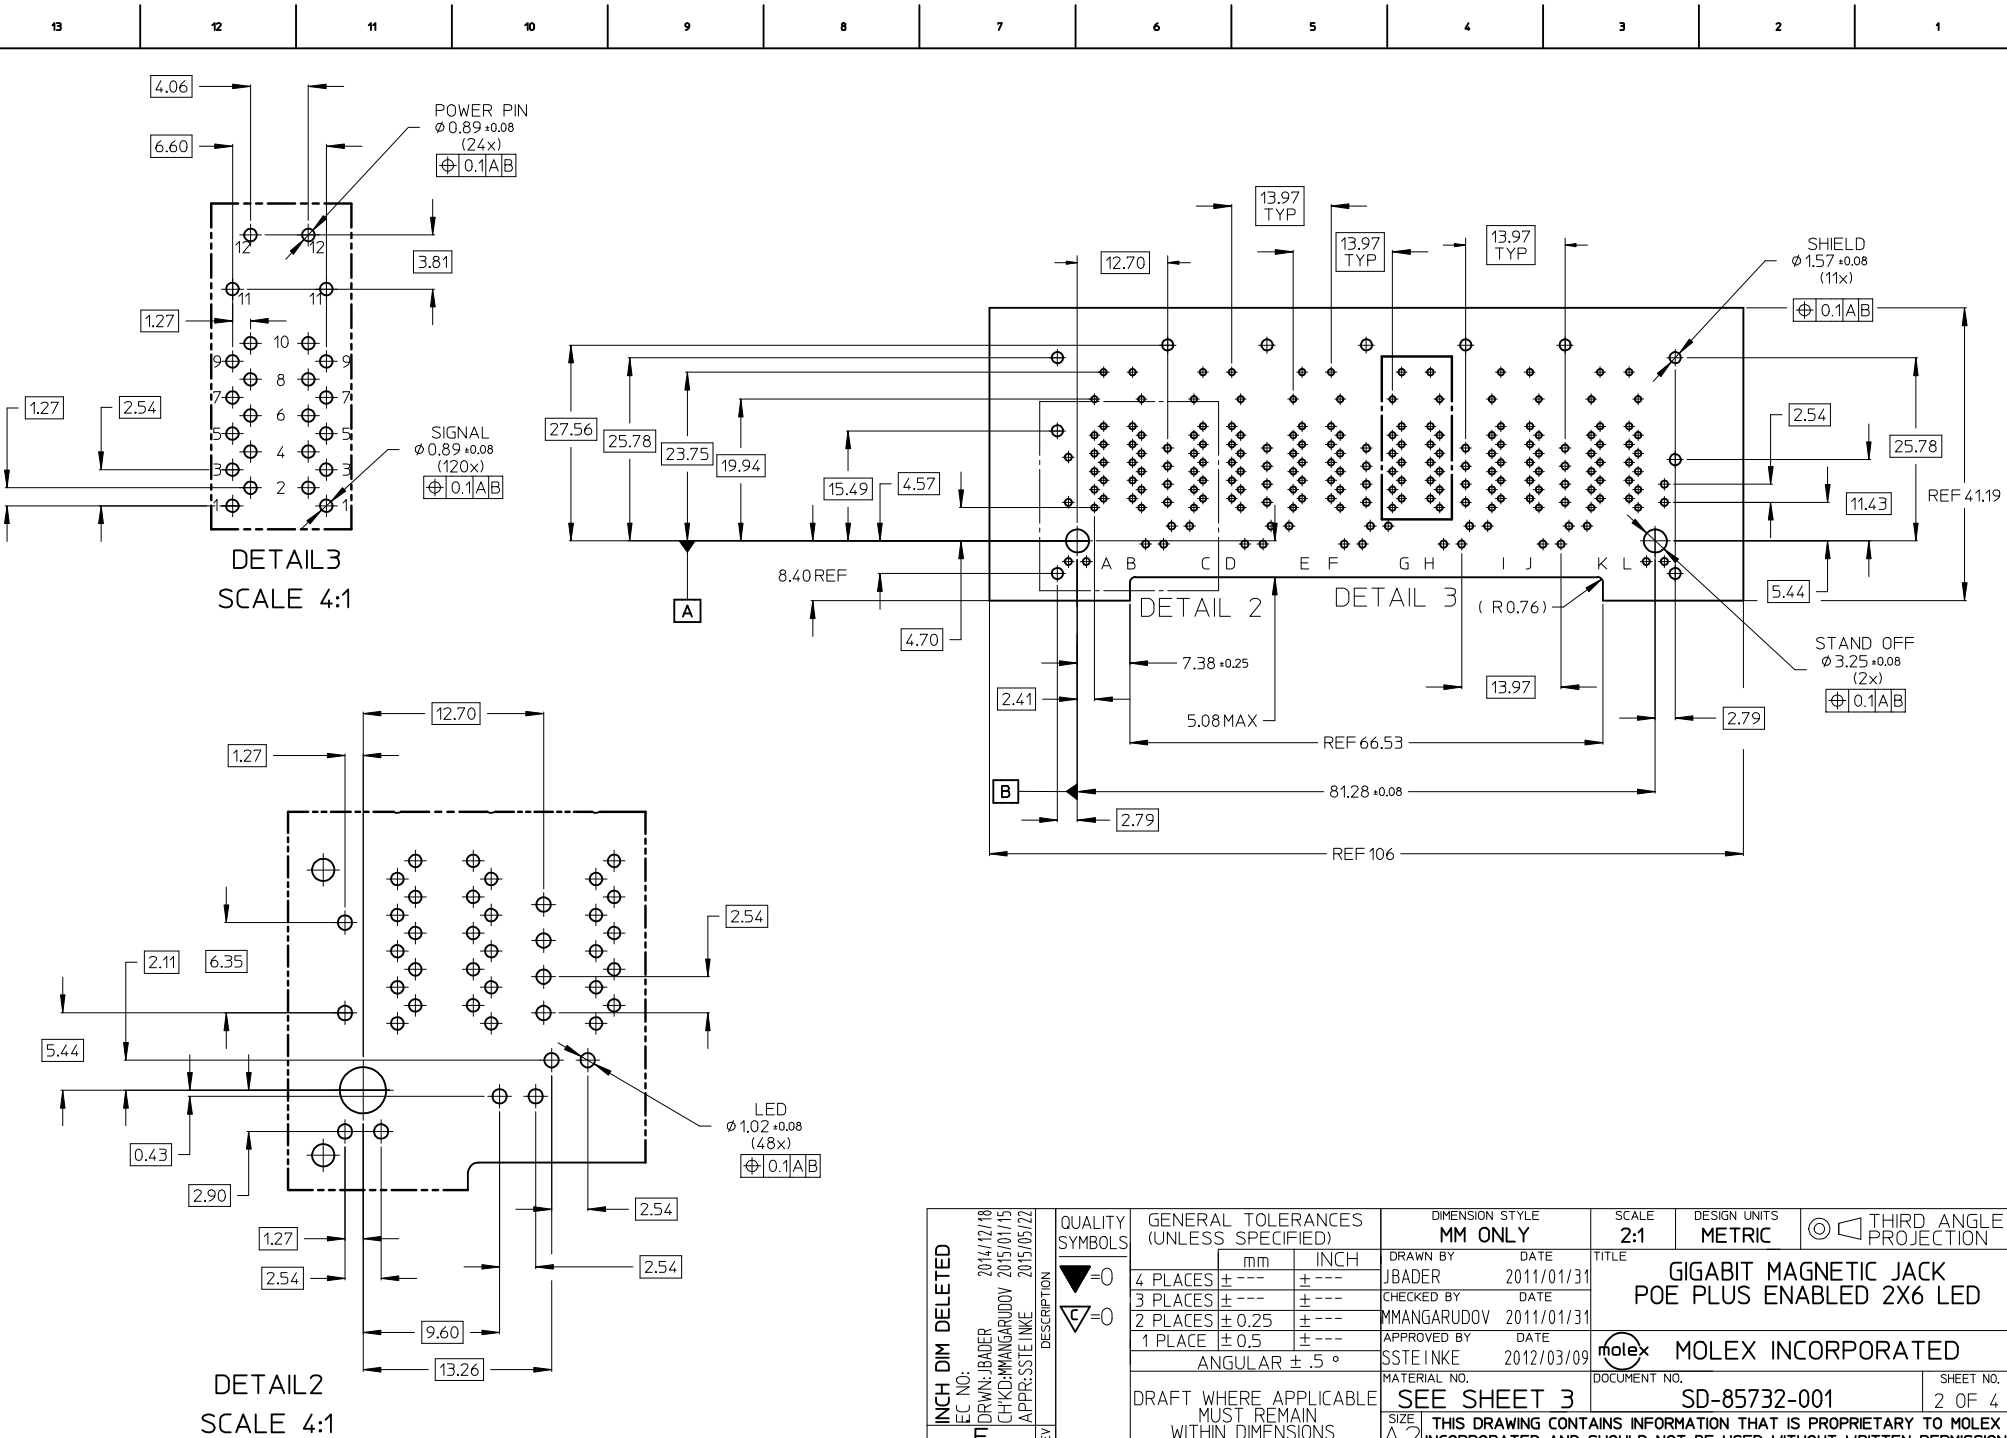 13 12 11 10 9 8 7 6 5 4 3 2 1
4.06
6.60
POWER PIN
Ø0.89 ±0.08
(24x)
⌖ 0.1 A B
12 12
3.81
11 11
1.27
10
9 9
8
7 7
6
5 5
4
3 3
2
1 1
1.27
2.54
SIGNAL
Ø0.89 ±0.08
(120x)
⌖ 0.1 A B
DETAIL3
SCALE 4:1
13.97
TYP
13.97
TYP
13.97
TYP
12.70
SHIELD
Ø1.57 ±0.08
(11x)
⌖ 0.1 A B
27.56
25.78
23.75
19.94
15.49
4.57
2.54
25.78
REF 41.19
11.43
8.40 REF
A
A B C D E F G H I J K L
DETAIL 2
DETAIL 3
( R0.76)
5.44
4.70
7.38 ±0.25
STAND OFF
Ø3.25 ±0.08
(2x)
⌖ 0.1 A B
2.41
13.97
5.08 MAX
2.79
REF 66.53
B
81.28 ±0.08
2.79
REF 106
12.70
1.27
2.54
2.11
6.35
5.44
LED
Ø1.02 ±0.08
(48x)
⌖ 0.1 A B
0.43
2.90
2.54
1.27
2.54
2.54
9.60
13.26
DETAIL2
SCALE 4:1
INCH DIM DELETED
EC NO:
DRWN:JBADER 2014/12/18
CH'KD:MMANGARUDOV 2015/01/15
APPR:SSTEINKE 2015/05/22
DESCRIPTION
QUALITY
SYMBOLS
=0
C =0
GENERAL TOLERANCES
(UNLESS SPECIFIED)
mm INCH
4 PLACES ± --- ± ---
3 PLACES ± --- ± ---
2 PLACES ± 0.25 ± ---
1 PLACE ± 0.5 ± ---
ANGULAR ± .5 °
DRAFT WHERE APPLICABLE
MUST REMAIN
WITHIN DIMENSIONS
DIMENSION STYLE
MM ONLY
SCALE
2:1
DESIGN UNITS
METRIC
THIRD ANGLE
PROJECTION
DRAWN BY DATE
JBADER 2011/01/31
CHECKED BY DATE
MMANGARUDOV 2011/01/31
APPROVED BY DATE
SSTEINKE 2012/03/09
TITLE
GIGABIT MAGNETIC JACK
POE PLUS ENABLED 2X6 LED
molex MOLEX INCORPORATED
MATERIAL NO.
SEE SHEET 3
DOCUMENT NO.
SD-85732-001
SHEET NO.
2 OF 4
SIZE
THIS DRAWING CONTAINS INFORMATION THAT IS PROPRIETARY TO MOLEX
INCORPORATED AND SHOULD NOT BE USED WITHOUT WRITTEN PERMISSION